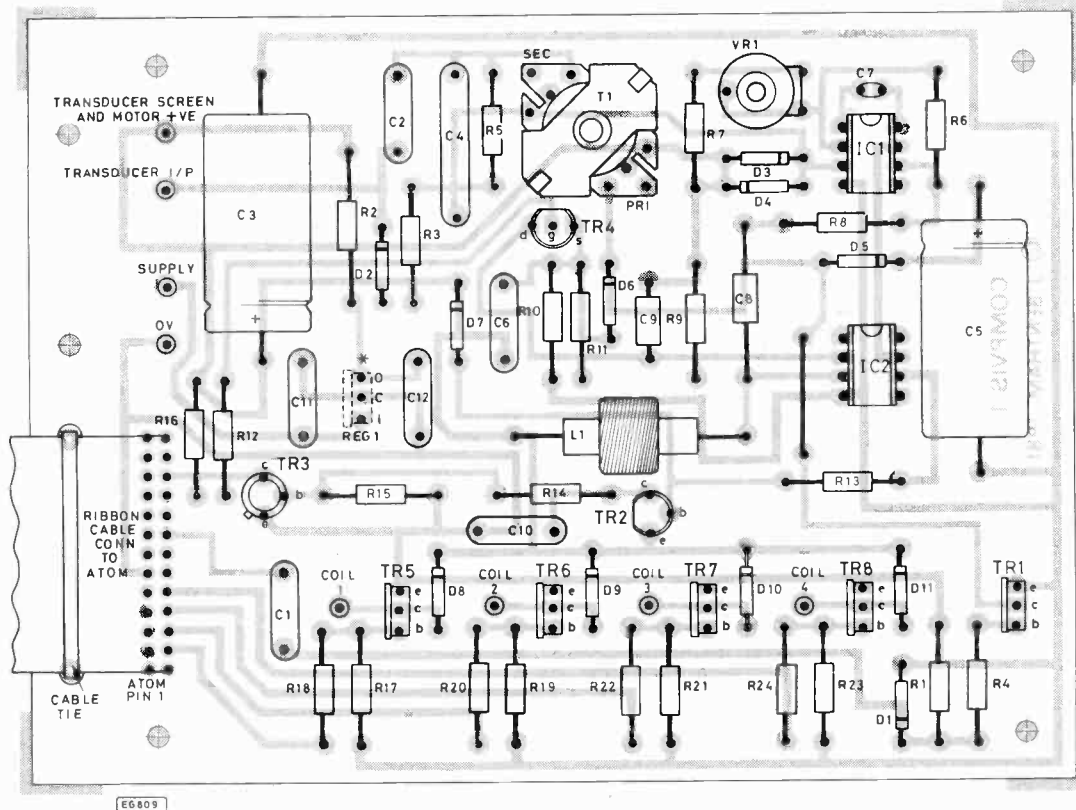 SEC
VR1
C7
T1
TRANSDUCER SCREEN
AND MOTOR +VE
C2
C4
R5
R7
IC1
R6
D3
TRANSDUCER I/P
D4
C3
R2
R3
PR1
TR4
d
g
s
R8
D2
D5
SUPPLY
+
+
D6
D7
C6
R10
R11
C9
R9
C8
C5
COMPVIS 1
0V
*
IC2
C11
O
C
I
C12
REG1
R16
R12
L1
TR3
c
b
e
R15
R14
R13
TR2
c
b
e
C10
RIBBON
CABLE
CONN
TO
ATOM
C1
COIL
1
TR5
e
c
b
D8
COIL
2
TR6
e
c
b
D9
COIL
3
TR7
e
c
b
D10
COIL
4
TR8
e
c
b
D11
TR1
e
c
b
R18
R17
R20
R19
R22
R21
R24
R23
D1
R1
R4
CABLE
TIE
ATOM
PIN 1
EG809